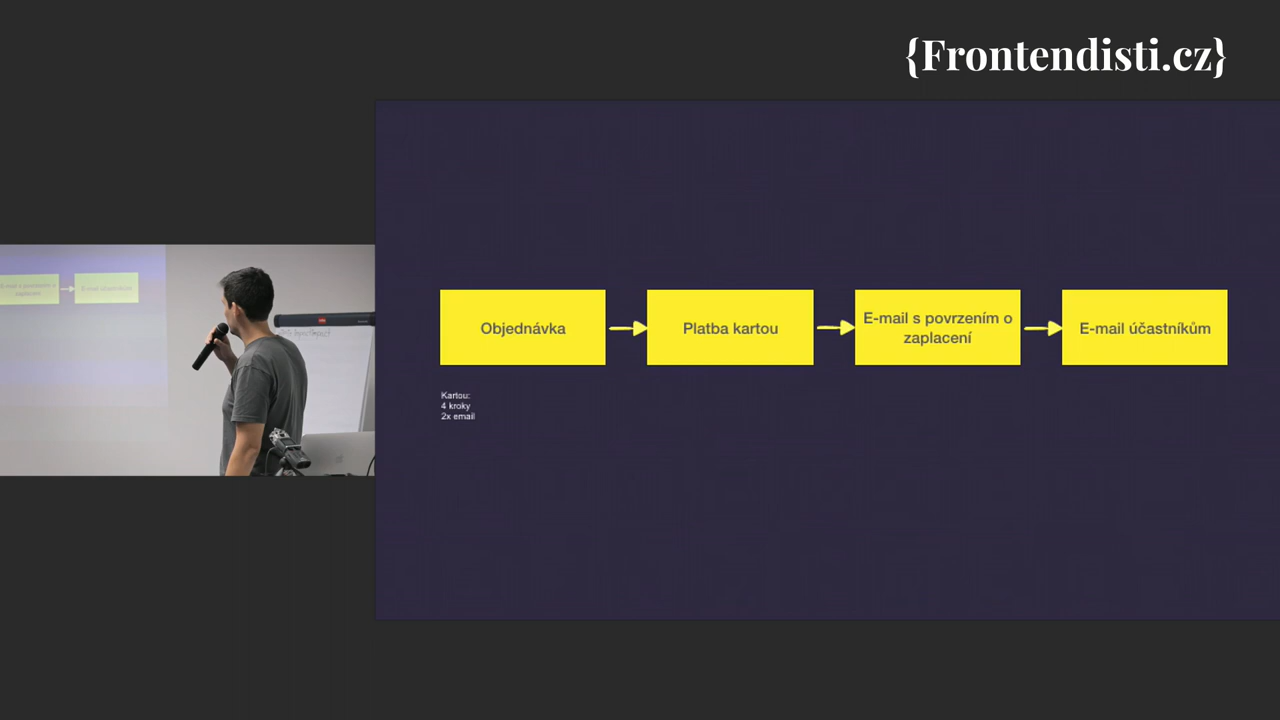 {Frontendisti.cz}
Objednávka
Platba kartou
E-mail s povrzením o
zaplacení
E-mail účastníkům
Kartou:
4 kroky
2x email